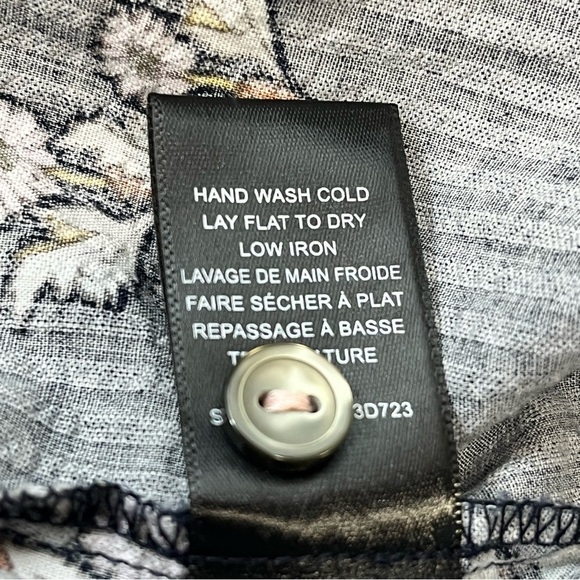 HAND WASH COLD
LAY FLAT TO DRY
LOW IRON
LAVAGE DE MAIN FROIDE
FAIRE SÉCHER À PLAT
REPASSAGE À BASSE